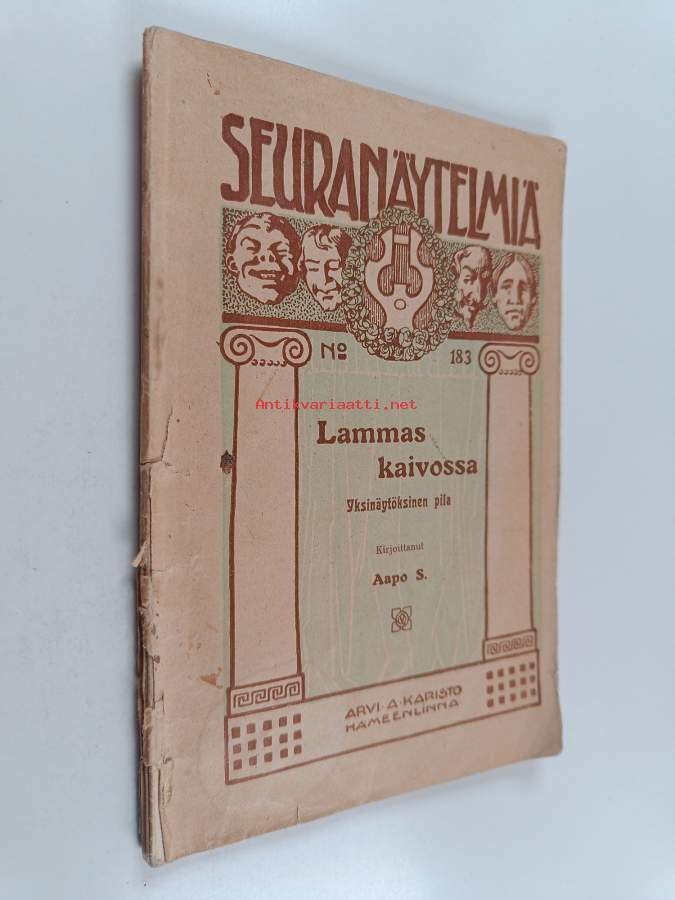 SEURANÄYTELMIÄ
No 183
Antikvariaatti.net
Lammas
kaivossa
Yksinäytöksinen pila
Kirjoittanut
Aapo S.
ARVI · A · KARISTO
HÄMEENLINNA